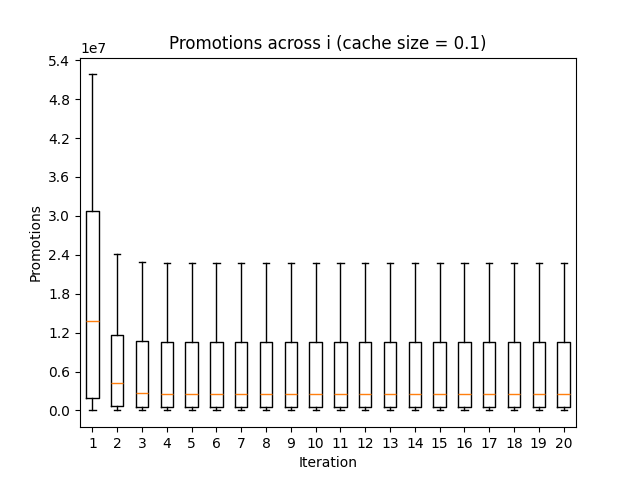 Promotions across i (cache size = 0.1)
1e7
5.4
4.8
4.2
3.6
3.0
2.4
1.8
1.2
0.6
0.0
Promotions
1 2 3 4 5 6 7 8 9 10 11 12 13 14 15 16 17 18 19 20
Iteration